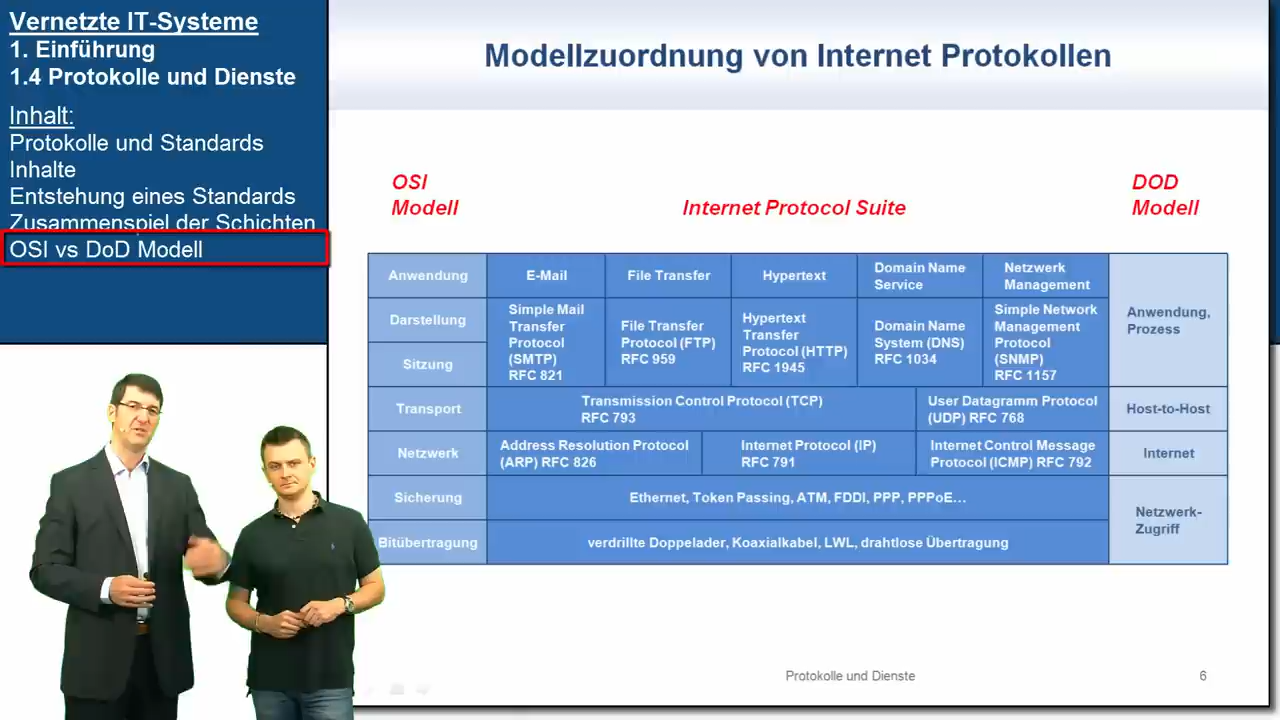 Vernetzte IT-Systeme
1. Einführung
1.4 Protokolle und Dienste
Inhalt:
Protokolle und Standards
Inhalte
Entstehung eines Standards
Zusammenspiel der Schichten
OSI vs DoD Modell
Modellzuordnung von Internet Protokollen
OSI
Modell
Internet Protocol Suite
DOD
Modell
Anwendung
E-Mail
File Transfer
Hypertext
Domain Name
Service
Netzwerk
Management
Darstellung
Sitzung
Simple Mail
Transfer
Protocol
(SMTP)
RFC 821
File Transfer
Protocol (FTP)
RFC 959
Hypertext
Transfer
Protocol (HTTP)
RFC 1945
Domain Name
System (DNS)
RFC 1034
Simple Network
Management
Protocol
(SNMP)
RFC 1157
Anwendung,
Prozess
Transport
Transmission Control Protocol (TCP)
RFC 793
User Datagramm Protocol
(UDP) RFC 768
Host-to-Host
Netzwerk
Address Resolution Protocol
(ARP) RFC 826
Internet Protocol (IP)
RFC 791
Internet Control Message
Protocol (ICMP) RFC 792
Internet
Sicherung
Ethernet, Token Passing, ATM, FDDI, PPP, PPPoE…
Netzwerk-
Zugriff
Bitübertragung
verdrillte Doppelader, Koaxialkabel, LWL, drahtlose Übertragung
Protokolle und Dienste
6